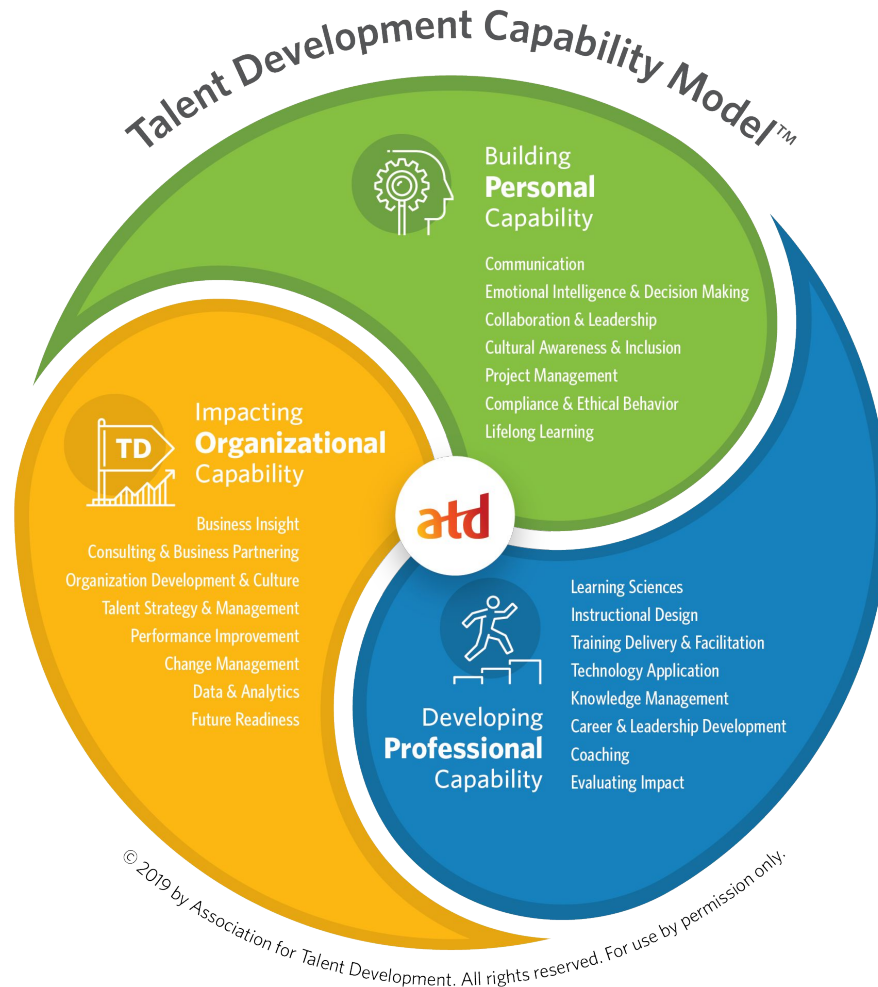 Talent Development Capability Model™
Building
Personal
Capability
Communication
Emotional Intelligence & Decision Making
Collaboration & Leadership
Cultural Awareness & Inclusion
Project Management
Compliance & Ethical Behavior
Lifelong Learning
TD
Impacting
Organizational
Capability
Business Insight
Consulting & Business Partnering
Organization Development & Culture
Talent Strategy & Management
Performance Improvement
Change Management
Data & Analytics
Future Readiness
atd
Developing
Professional
Capability
Learning Sciences
Instructional Design
Training Delivery & Facilitation
Technology Application
Knowledge Management
Career & Leadership Development
Coaching
Evaluating Impact
© 2019 by Association for Talent Development. All rights reserved. For use by permission only.